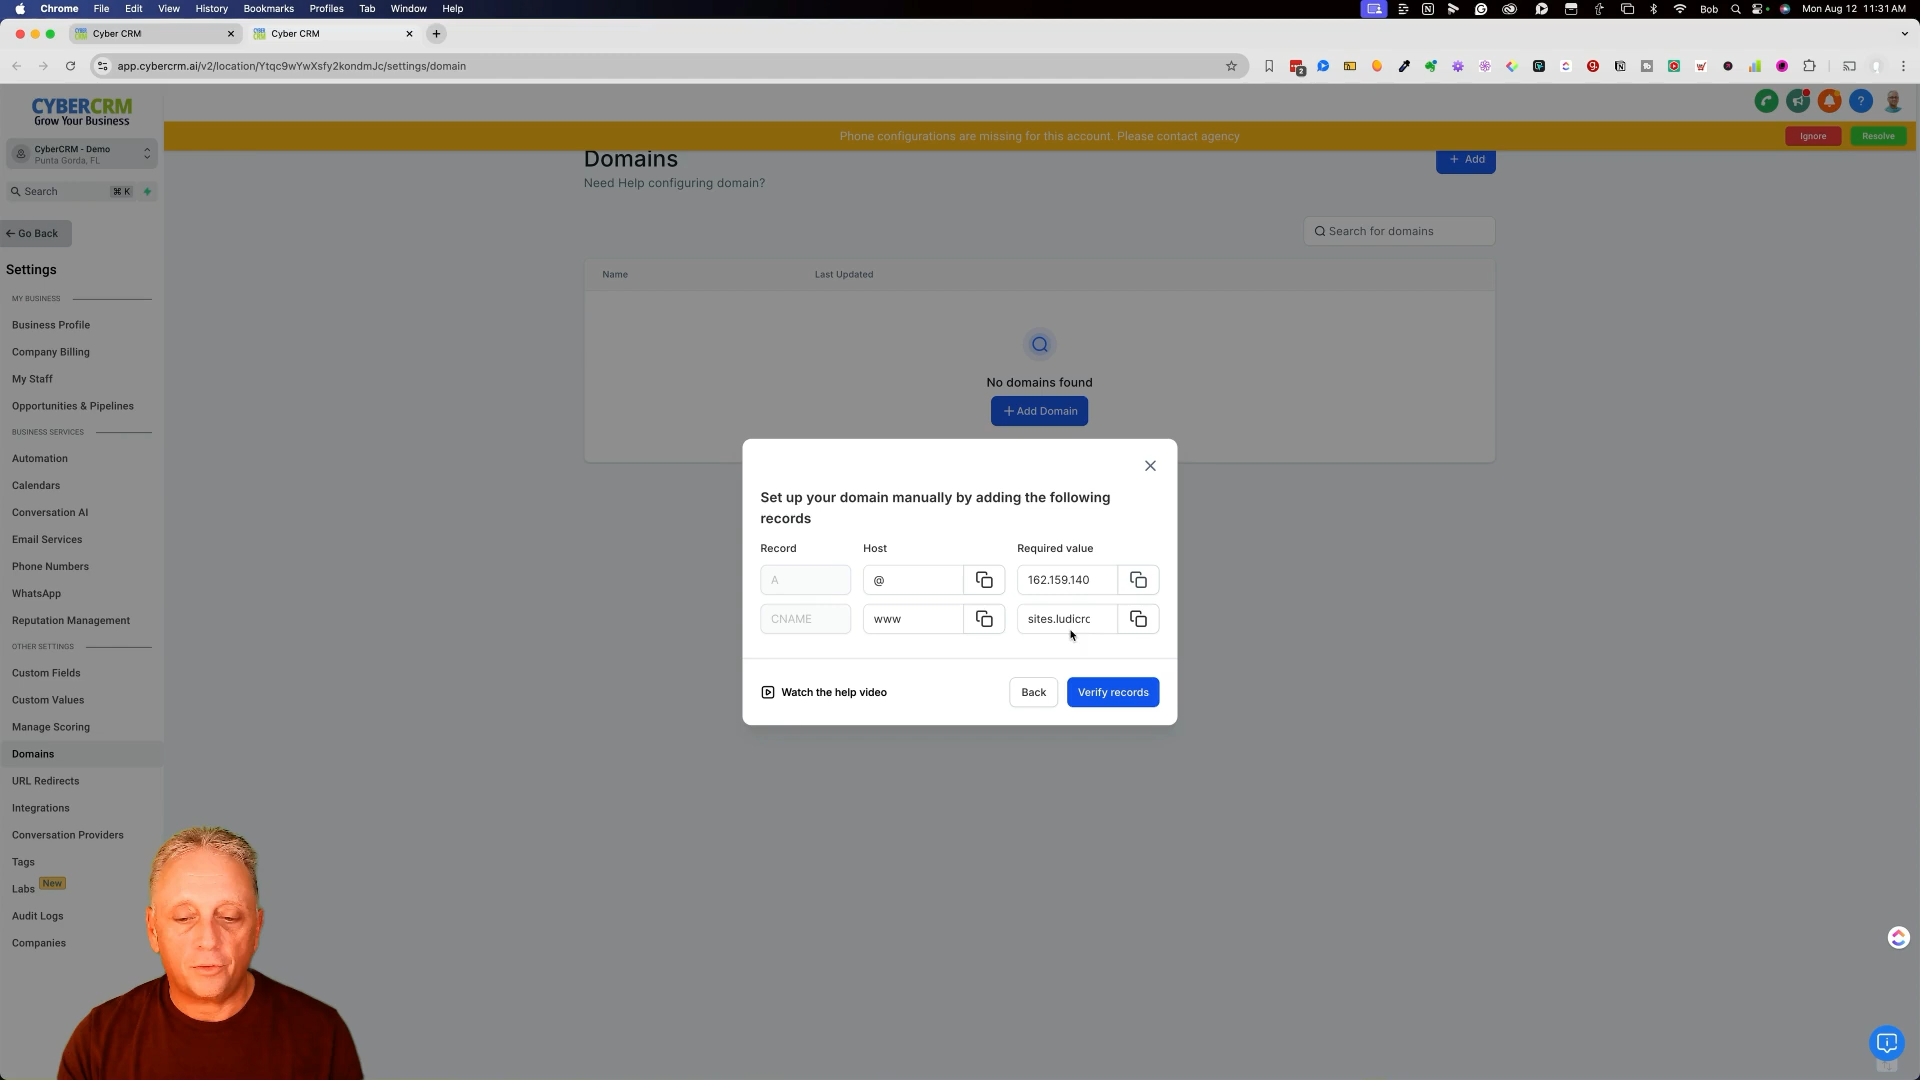 Chrome File Edit View History Bookmarks Profiles Tab Window Help
Bob Mon Aug 12 11:31 AM
Cyber CRM
Cyber CRM
app.cybercrm.ai/v2/location/Ytqc9wYwXsfy2kondmJc/settings/domain
2
CYBERCRM
Grow Your Business
Phone configurations are missing for this account. Please contact agency
Ignore
Resolve
CyberCRM - Demo
Punta Gorda, FL
Search ⌘ K
Go Back
Settings
MY BUSINESS
Business Profile
Company Billing
My Staff
Opportunities & Pipelines
BUSINESS SERVICES
Automation
Calendars
Conversation AI
Email Services
Phone Numbers
WhatsApp
Reputation Management
OTHER SETTINGS
Custom Fields
Custom Values
Manage Scoring
Domains
URL Redirects
Integrations
Conversation Providers
Tags
Labs New
Audit Logs
Companies
Domains
+ Add
Need Help configuring domain?
Search for domains
Name Last Updated
No domains found
+ Add Domain
Set up your domain manually by adding the following
records
Record Host Required value
A @ 162.159.140
CNAME www sites.ludicrc
Watch the help video
Back
Verify records